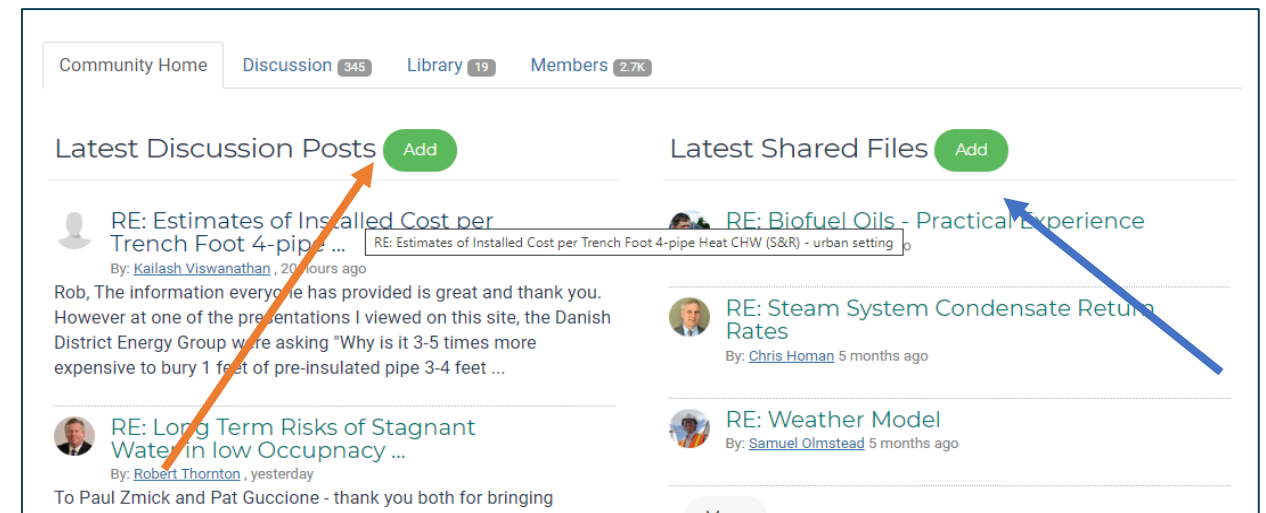 Community Home Discussion 345 Library 19 Members 2.7K
Latest Discussion Posts Add
RE: Estimates of Installed Cost per
Trench Foot 4-pipe ...
RE: Estimates of Installed Cost per Trench Foot 4-pipe Heat CHW (S&R) - urban setting
By: Kailash Viswanathan , 20 hours ago
Rob, The information everyone has provided is great and thank you.
However at one of the presentations I viewed on this site, the Danish
District Energy Group were asking "Why is it 3-5 times more
expensive to bury 1 feet of pre-insulated pipe 3-4 feet ...
RE: Long Term Risks of Stagnant
Water in low Occupnacy ...
By: Robert Thornton , yesterday
To Paul Zmick and Pat Guccione - thank you both for bringing
Latest Shared Files Add
RE: Biofuel Oils - Practical Experience
RE: Steam System Condensate Return
Rates
By: Chris Homan 5 months ago
RE: Weather Model
By: Samuel Olmstead 5 months ago